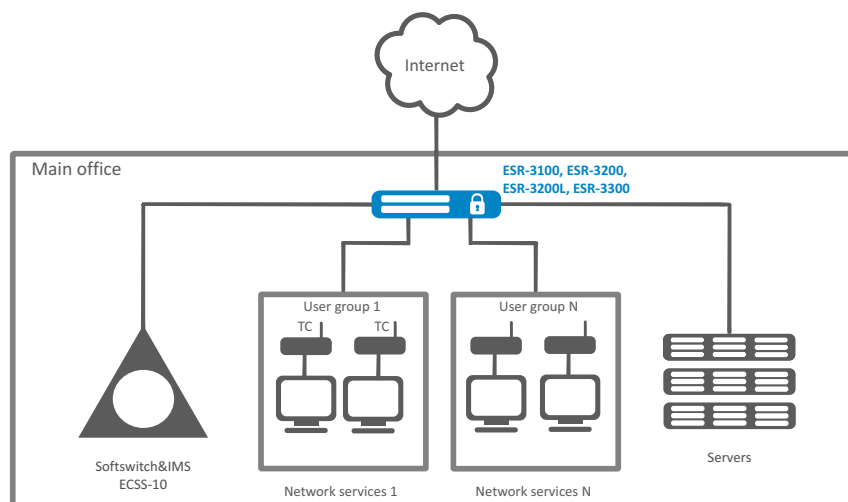 Internet
Main office
ESR-3100, ESR-3200,
ESR-3200L, ESR-3300
User group 1
TC
TC
User group N
Softswitch&IMS
ECSS-10
Network services 1
Network services N
Servers